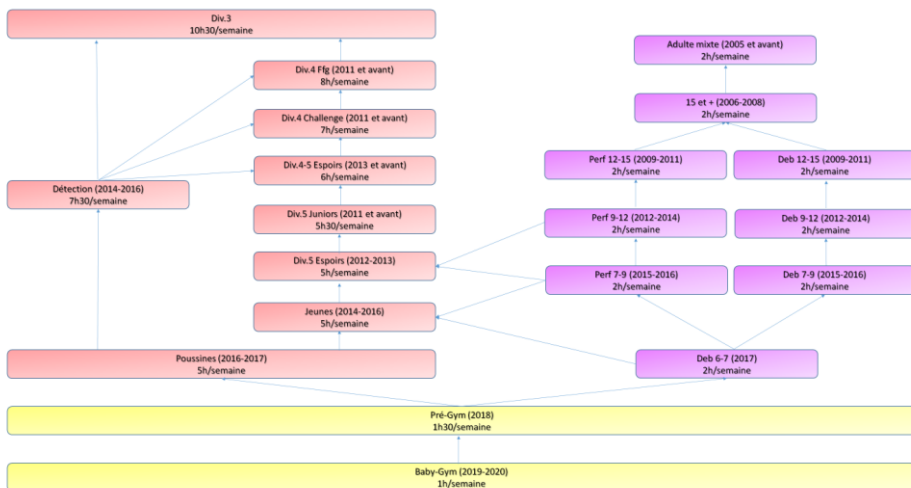 Div.3
10h30/semaine
Div.4 Ffg (2011 et avant)
8h/semaine
Div.4 Challenge (2011 et avant)
7h/semaine
Div.4-5 Espoirs (2013 et avant)
6h/semaine
Détection (2014-2016)
7h30/semaine
Div.5 Juniors (2011 et avant)
5h30/semaine
Div.5 Espoirs (2012-2013)
5h/semaine
Jeunes (2014-2016)
5h/semaine
Poussines (2016-2017)
5h/semaine
Adulte mixte (2005 et avant)
2h/semaine
15 et + (2006-2008)
2h/semaine
Perf 12-15 (2009-2011)
2h/semaine
Deb 12-15 (2009-2011)
2h/semaine
Perf 9-12 (2012-2014)
2h/semaine
Deb 9-12 (2012-2014)
2h/semaine
Perf 7-9 (2015-2016)
2h/semaine
Deb 7-9 (2015-2016)
2h/semaine
Deb 6-7 (2017)
2h/semaine
Pré-Gym (2018)
1h30/semaine
Baby-Gym (2019-2020)
1h/semaine